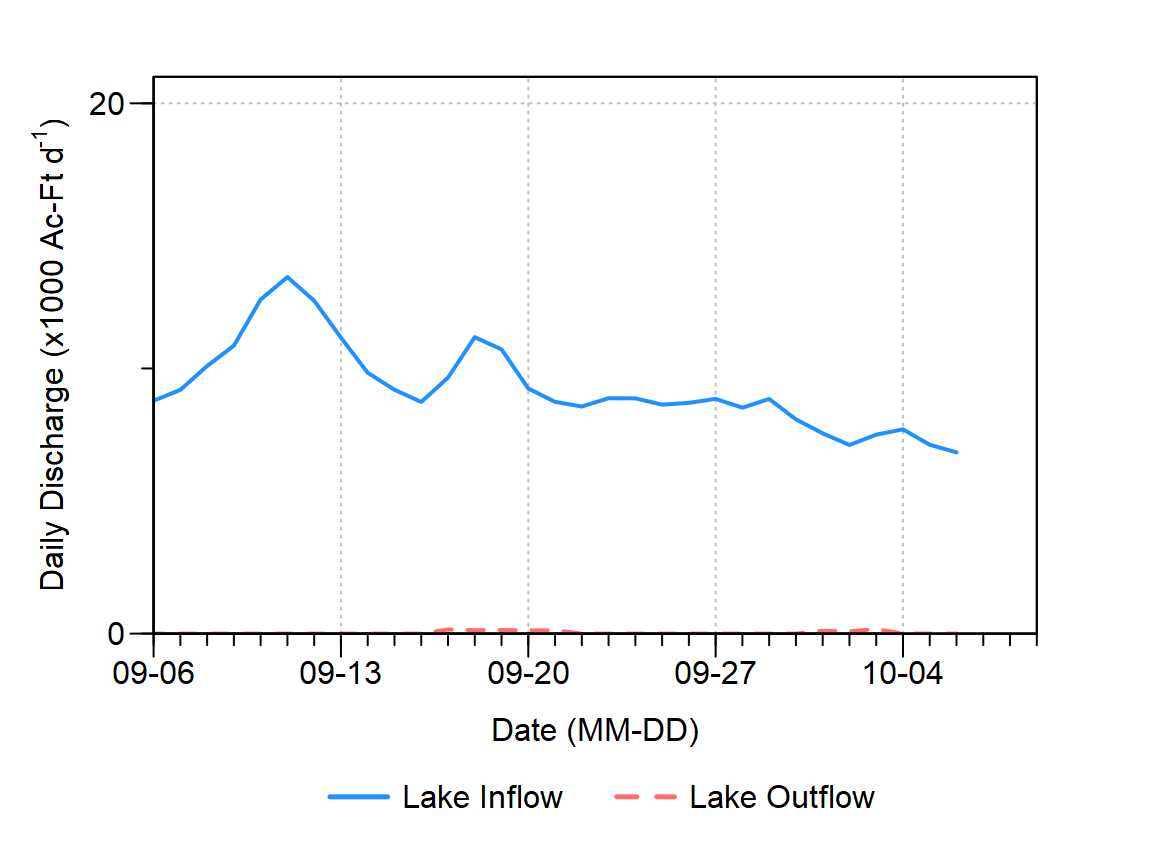 20
0
Daily Discharge (x1000 Ac-Ft d⁻¹)
09-06 09-13 09-20 09-27 10-04
Date (MM-DD)
Lake Inflow Lake Outflow